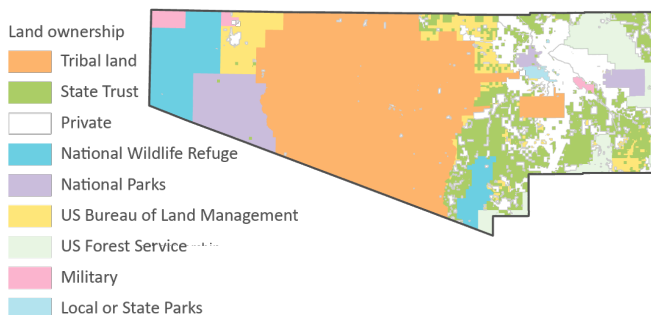 Land ownership
Tribal land
State Trust
Private
National Wildlife Refuge
National Parks
US Bureau of Land Management
US Forest Service
Military
Local or State Parks